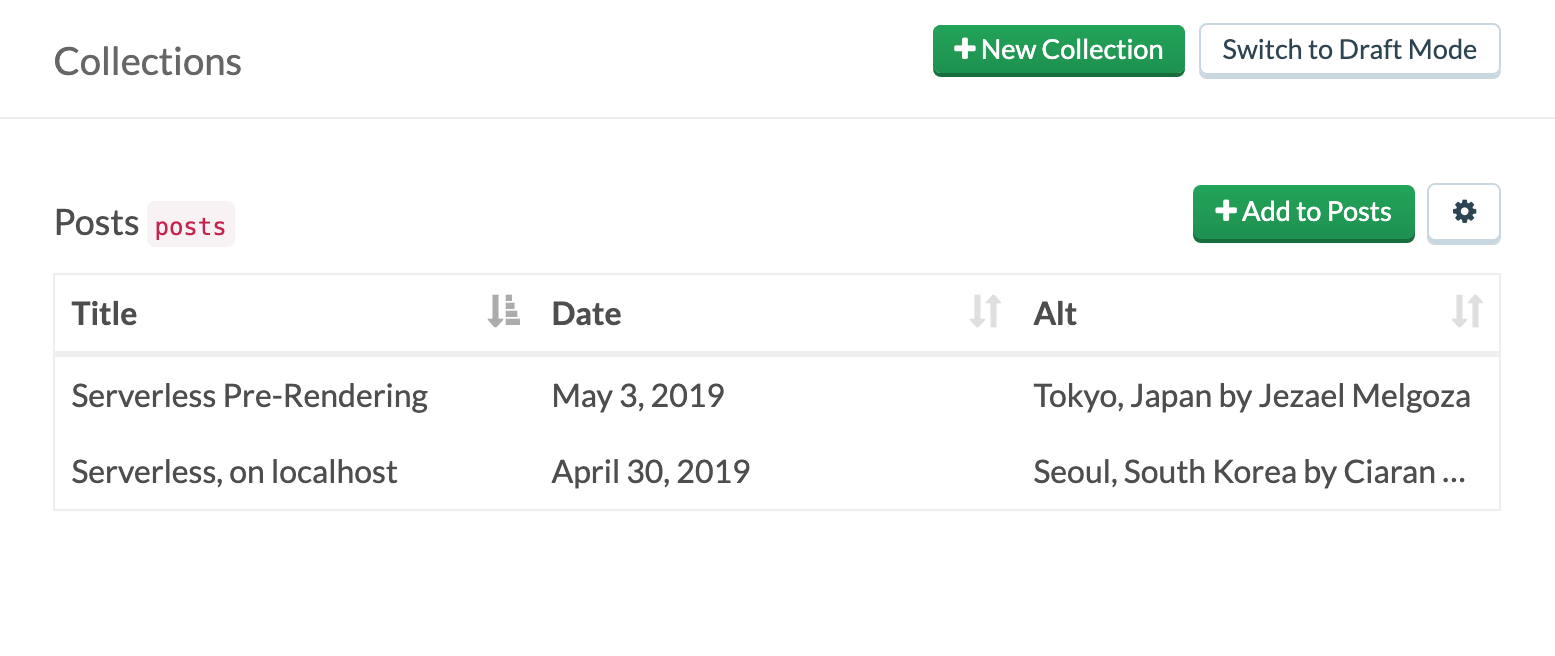 Collections
New Collection
Switch to Draft Mode
Posts posts
Add to Posts
Title Date Alt
Serverless Pre-Rendering May 3, 2019 Tokyo, Japan by Jezael Melgoza
Serverless, on localhost April 30, 2019 Seoul, South Korea by Ciaran ...